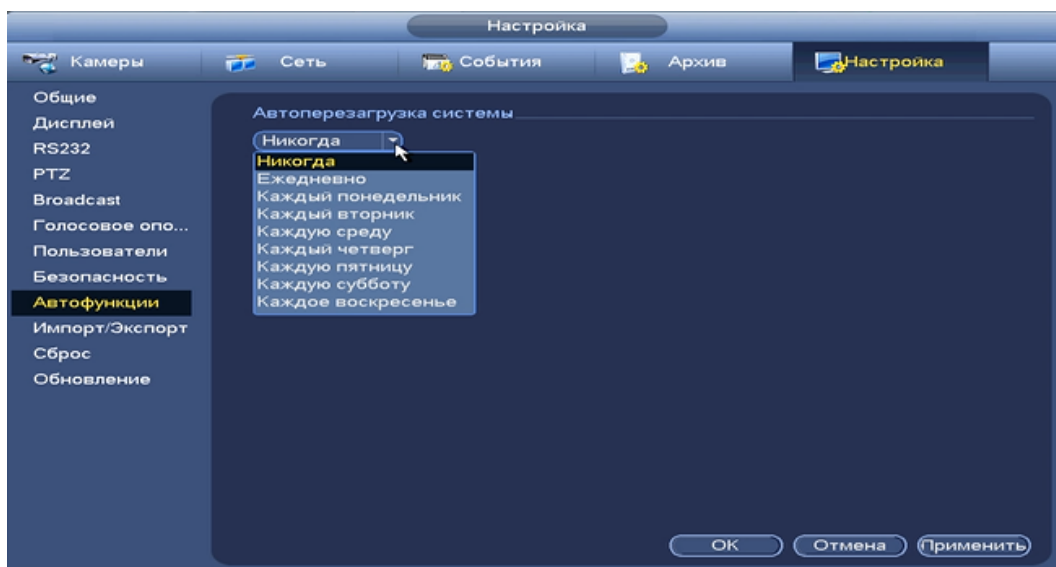 Настройка
Камеры
Сеть
События
Архив
Настройка
Общие
Дисплей
RS232
PTZ
Broadcast
Голосовое опо...
Пользователи
Безопасность
Автофункции
Импорт/Экспорт
Сброс
Обновление
Автоперезагрузка системы
Никогда
Никогда
Ежедневно
Каждый понедельник
Каждый вторник
Каждую среду
Каждый четверг
Каждую пятницу
Каждую субботу
Каждое воскресенье
OK
Отмена
Применить